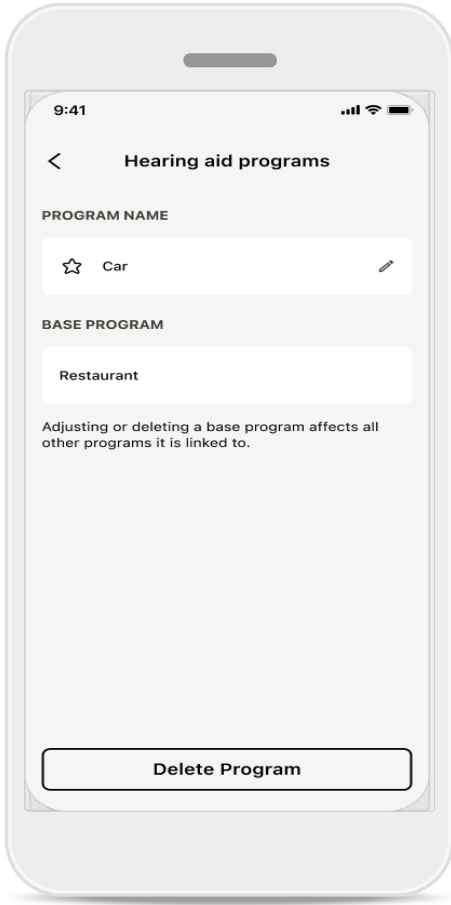 9:41
Hearing aid programs
PROGRAM NAME
Car
BASE PROGRAM
Restaurant
Adjusting or deleting a base program affects all
other programs it is linked to.
Delete Program